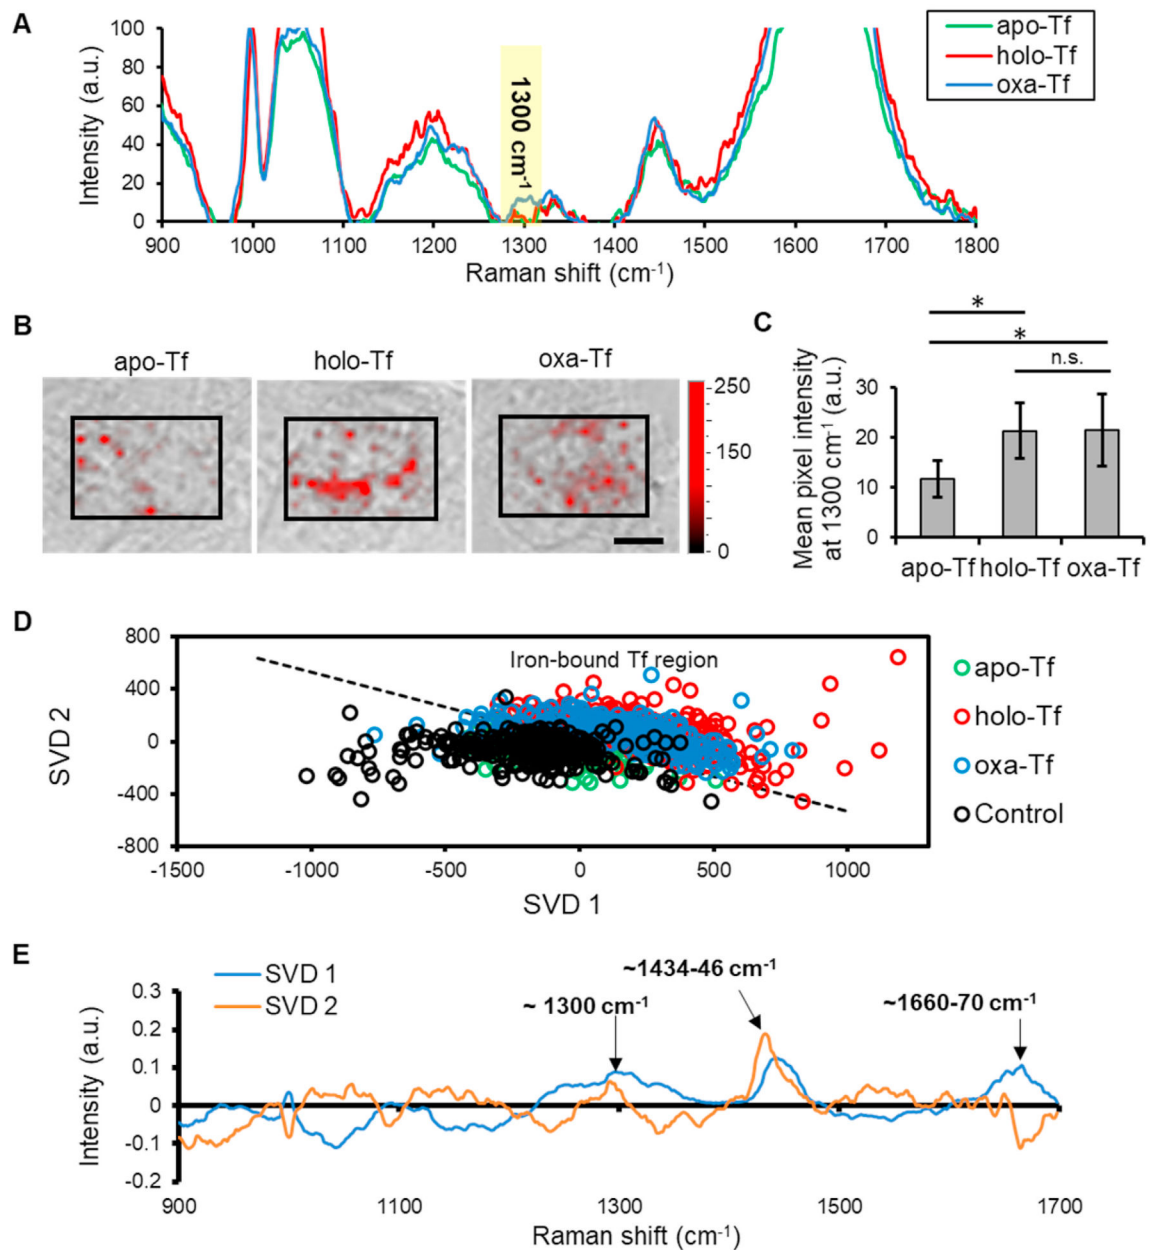 A
100
80
60
40
20
0
Intensity (a.u.)
1300 cm-1
apo-Tf
holo-Tf
oxa-Tf
900 1000 1100 1200 1300 1400 1500 1600 1700 1800
Raman shift (cm-1)
B
apo-Tf holo-Tf oxa-Tf
250
150
0
C
*
*
n.s.
30
20
10
0
Mean pixel intensity
at 1300 cm-1 (a.u.)
apo-Tf holo-Tf oxa-Tf
D
800
400
0
-400
-800
SVD 2
Iron-bound Tf region
apo-Tf
holo-Tf
oxa-Tf
Control
-1500 -1000 -500 0 500 1000
SVD 1
E
SVD 1
SVD 2
~ 1300 cm-1
~1434-46 cm-1
~1660-70 cm-1
0.3
0.2
0.1
0
-0.1
-0.2
Intensity (a.u.)
900 1100 1300 1500 1700
Raman shift (cm-1)